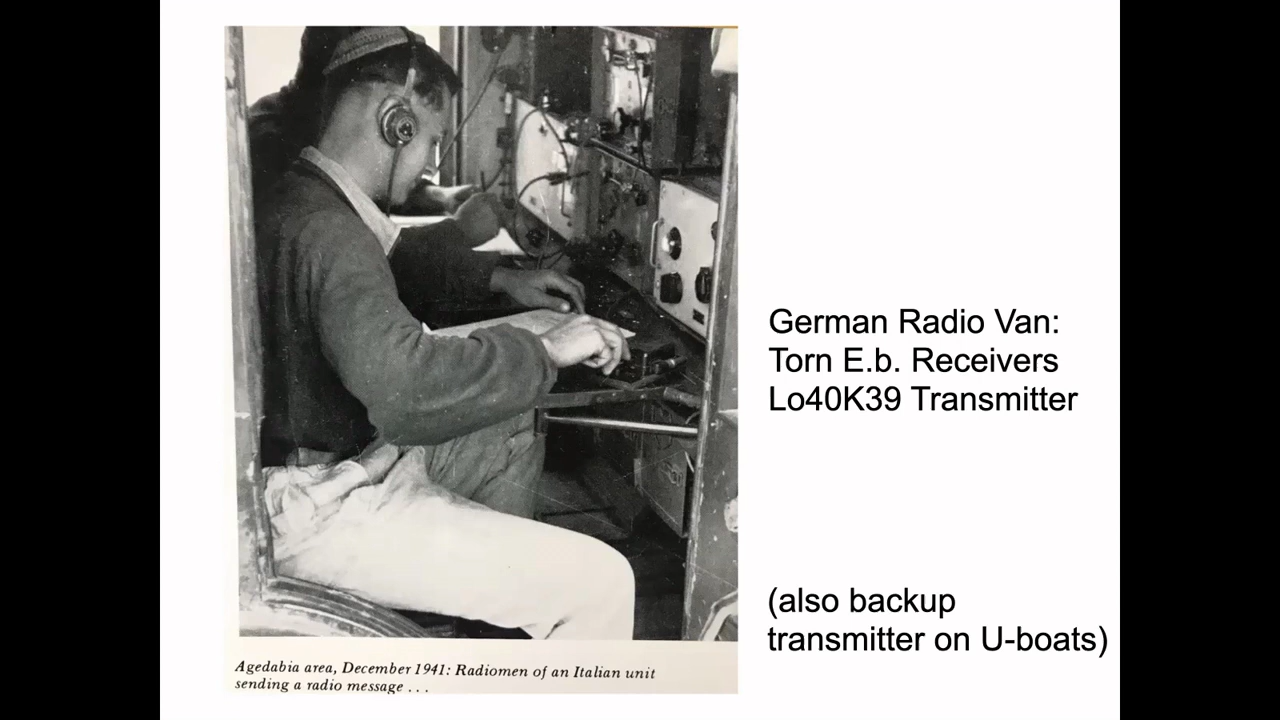 German Radio Van:
Torn E.b. Receivers
Lo40K39 Transmitter
(also backup
transmitter on U-boats)
Agedabia area, December 1941: Radiomen of an Italian unit
sending a radio message . . .